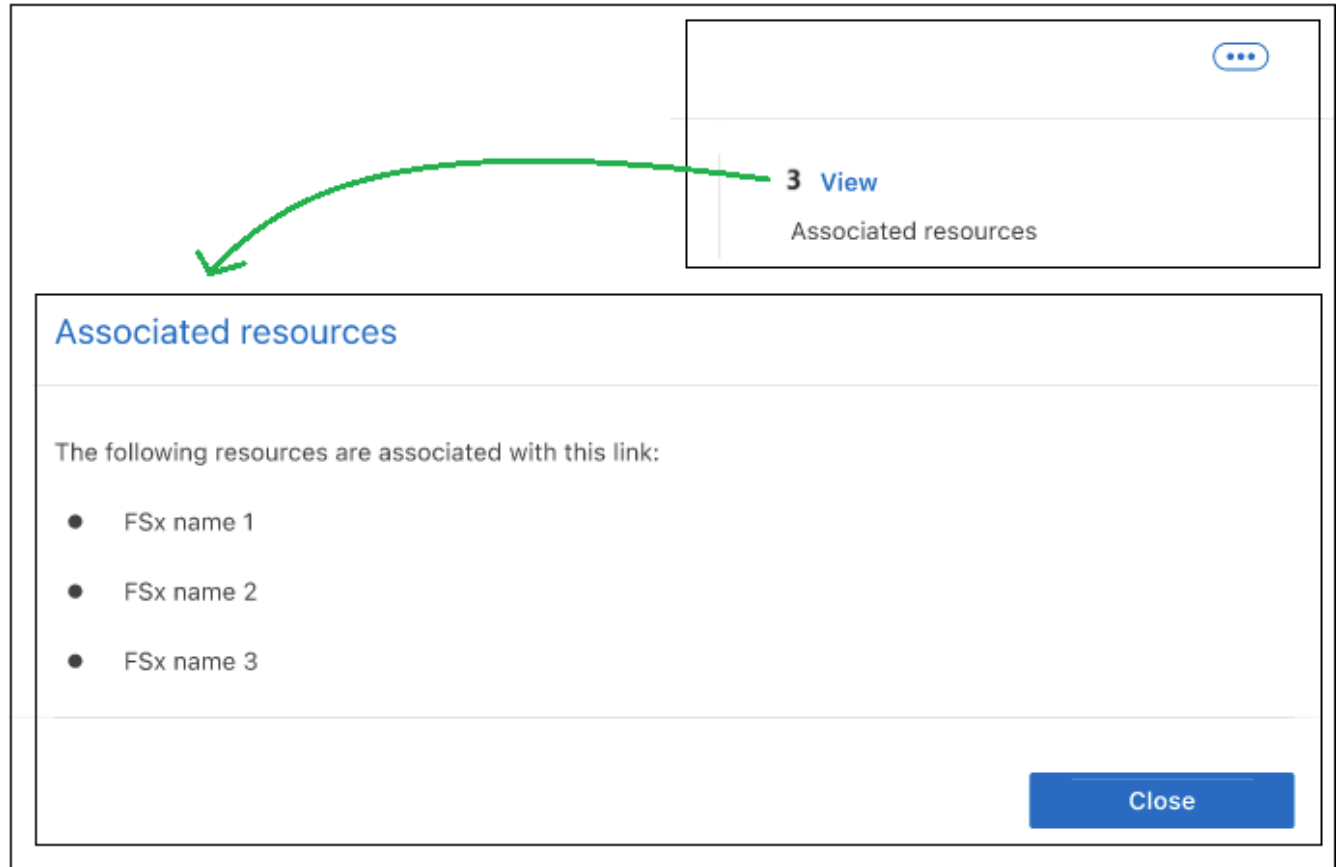 3 View
Associated resources
Associated resources
The following resources are associated with this link:
● FSx name 1
● FSx name 2
● FSx name 3
Close